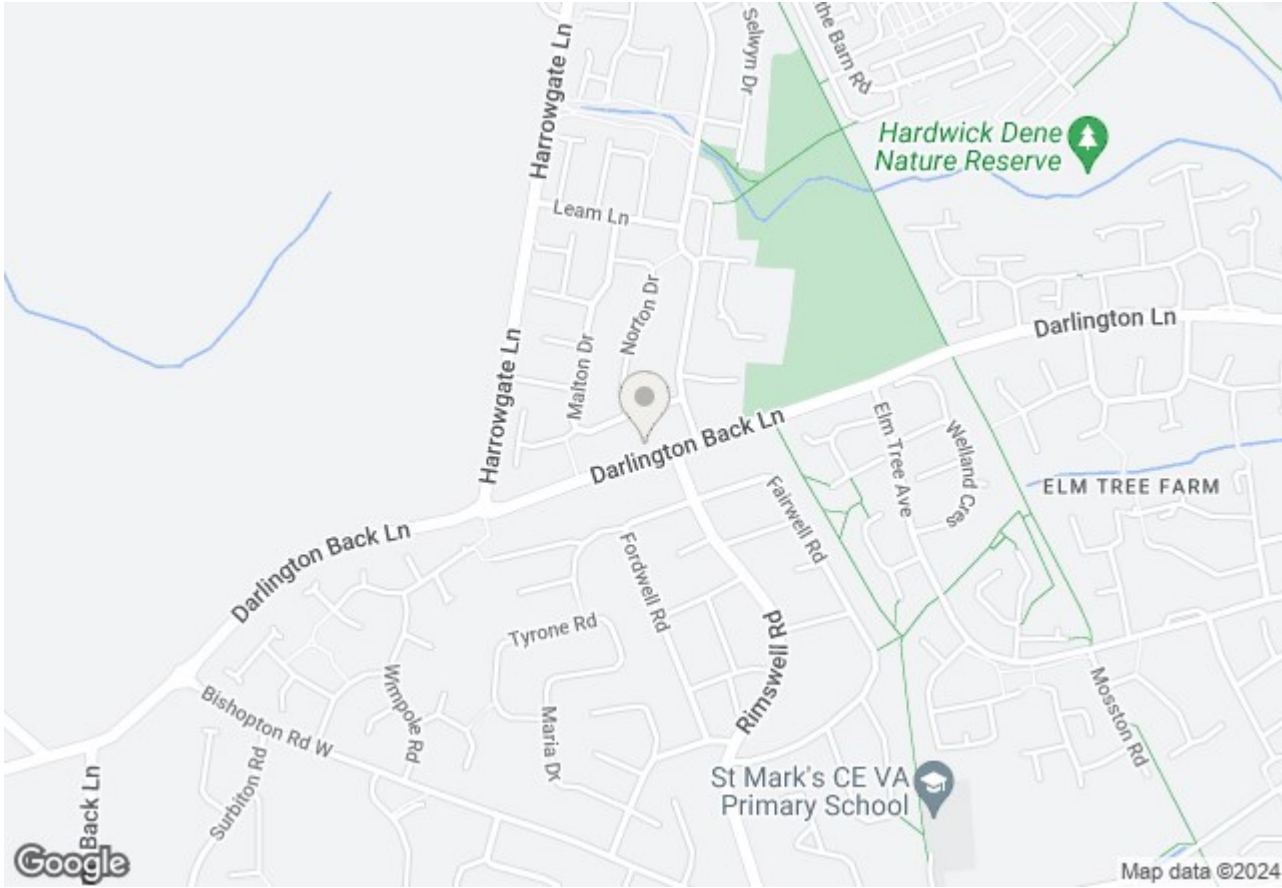 Harrowgate Ln
Selwyn Dr
the Barn Rd
Hardwick Dene
Nature Reserve
Leam Ln
Norton Dr
Malton Dr
Harrowgate Ln
Darlington Ln
Darlington Back Ln
Elm Tree Ave
Welland Cres
ELM TREE FARM
Fairwell Rd
Darlington Back Ln
Fordwell Rd
Tyrone Rd
Rimswell Rd
Wimpole Rd
Bishopton Rd W
Maria Dr
Mosston Rd
Surbiton Rd
Back Ln
St Mark's CE VA
Primary School
Google
Map data ©2024